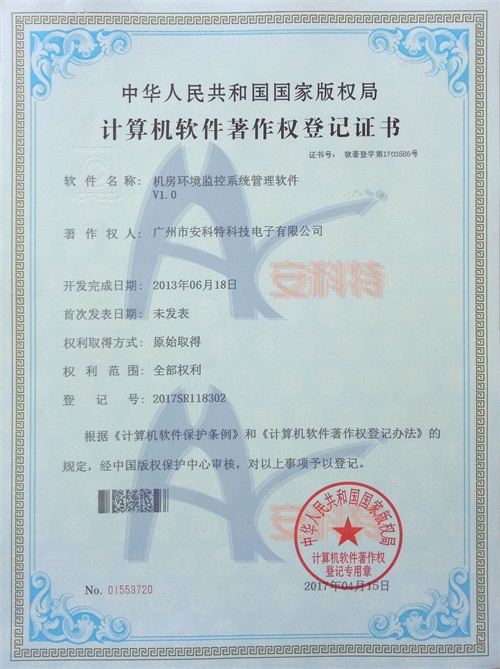 中华人民共和国国家版权局
计算机软件著作权登记证书
证书号： 软著登字第1703586号
软件名称： 机房环境监控系统管理软件
V1.0
著作权人： 广州市安科特科技电子有限公司
安科特
开发完成日期： 2013年06月18日
首次发表日期： 未发表
权利取得方式： 原始取得
权利范围： 全部权利
登记号： 2017SR118302
根据《计算机软件保护条例》和《计算机软件著作权登记办法》的
规定，经中国版权保护中心审核，对以上事项予以登记。
安科特
中华人民共和国国家版权局
计算机软件著作权
登记专用章
No. 01553720
2017年04月15日